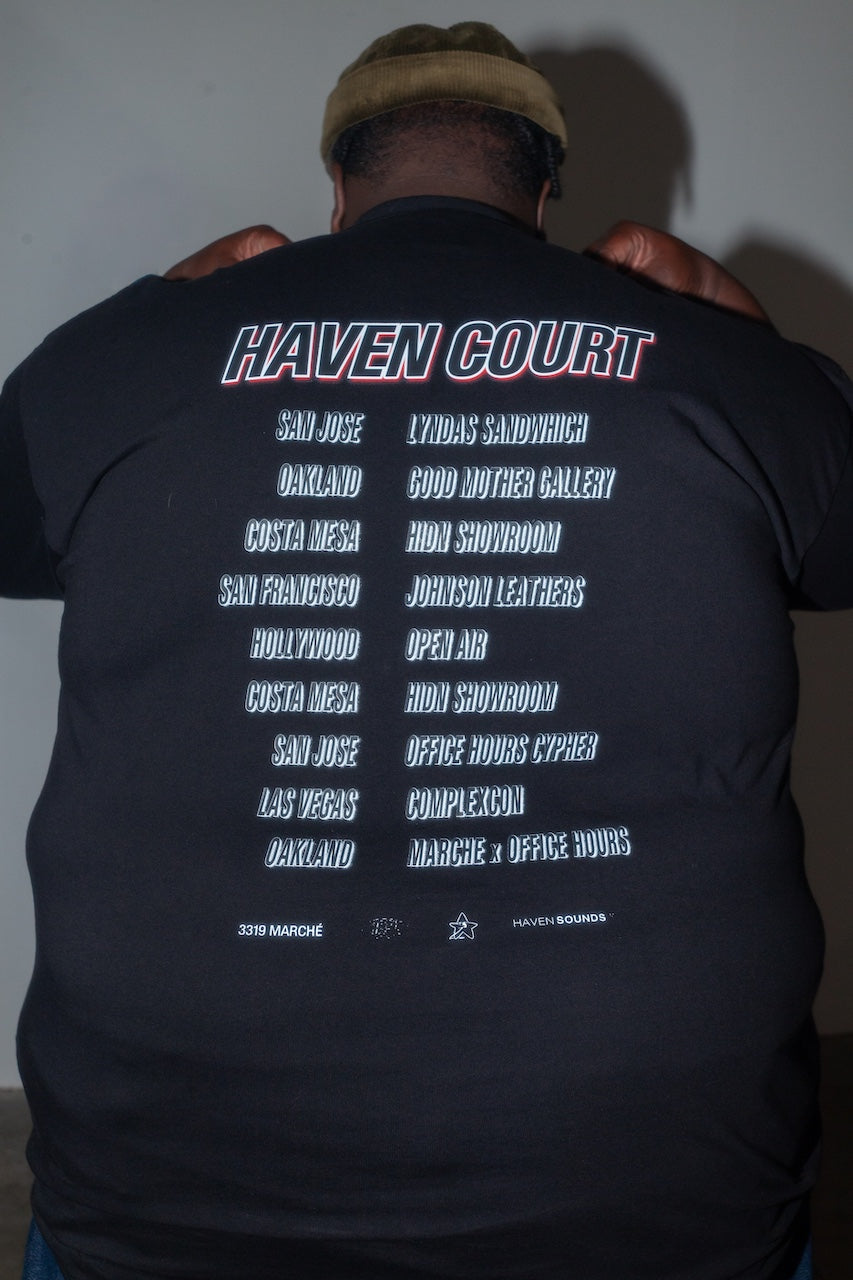 HAVEN COURT
SAN JOSE LYNDAS SANDWHICH
OAKLAND GOOD MOTHER GALLERY
COSTA MESA HIDN SHOWROOM
SAN FRANCISCO JOHNSON LEATHERS
HOLLYWOOD OPEN AIR
COSTA MESA HIDN SHOWROOM
SAN JOSE OFFICE HOURS CYPHER
LAS VEGAS COMPLEXCON
OAKLAND MARCHE x OFFICE HOURS
3319 MARCHÉ HAVEN SOUNDS